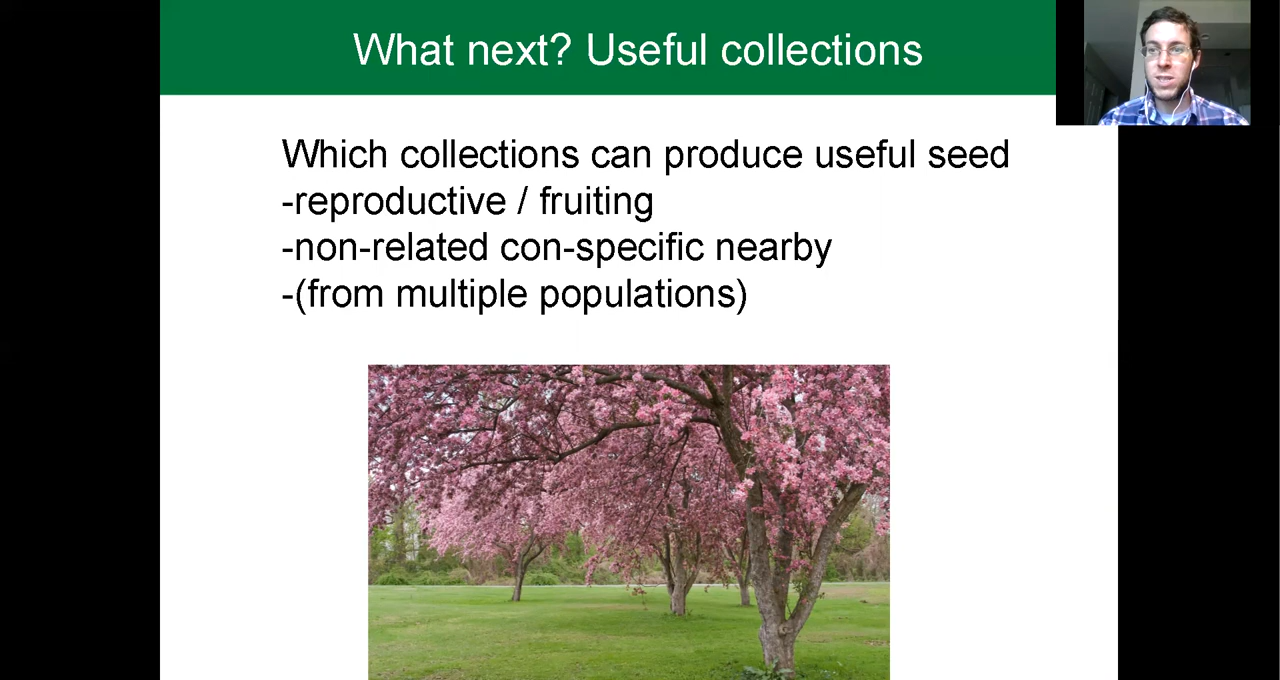 What next? Useful collections
Which collections can produce useful seed
-reproductive / fruiting
-non-related con-specific nearby
-(from multiple populations)